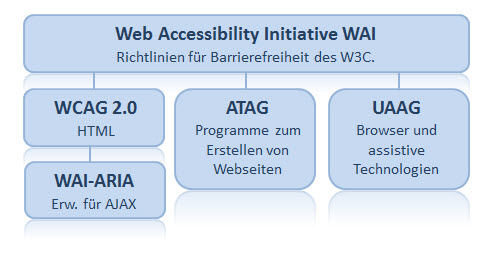 Web Accessibility Initiative WAI
Richtlinien für Barrierefreiheit des W3C.
WCAG 2.0
HTML
WAI-ARIA
Erw. für AJAX
ATAG
Programme zum
Erstellen von
Webseiten
UAAG
Browser und
assistive
Technologien